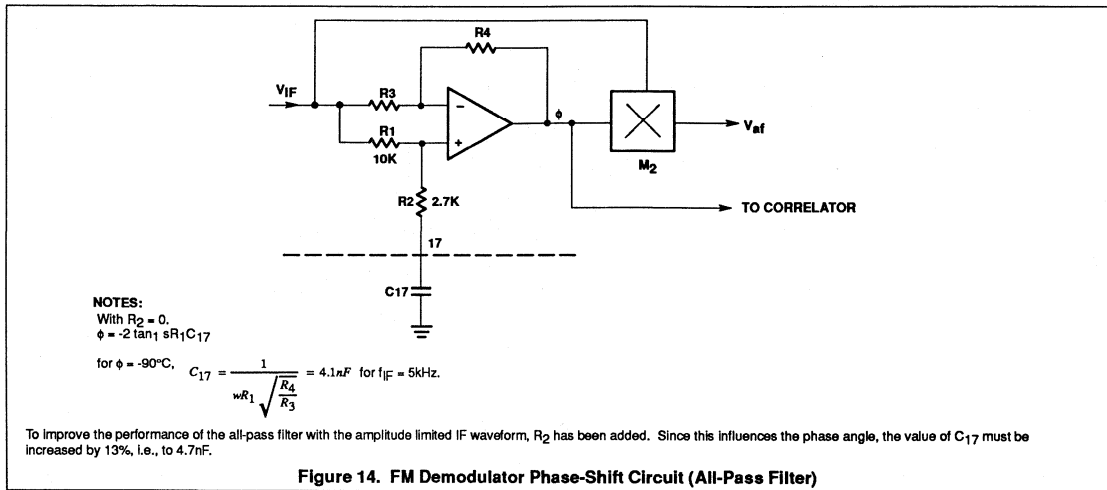 R4
VIF
R3
−
φ
R1
+
10K
Vaf
M2
R2
2.7K
TO CORRELATOR
17
C17
NOTES:
With R2 = 0.
φ = -2 tan1 sR1C17
for φ = -90°C, C17 = 1 / wR1 √(R4/R3) = 4.1nF for fIF = 5kHz.
To improve the performance of the all-pass filter with the amplitude limited IF waveform, R2 has been added. Since this influences the phase angle, the value of C17 must be
increased by 13%, i.e., to 4.7nF.
Figure 14. FM Demodulator Phase-Shift Circuit (All-Pass Filter)